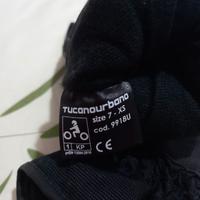 Tucanourbano
size 7 - XS
cod. 9918U
1 KP
CE